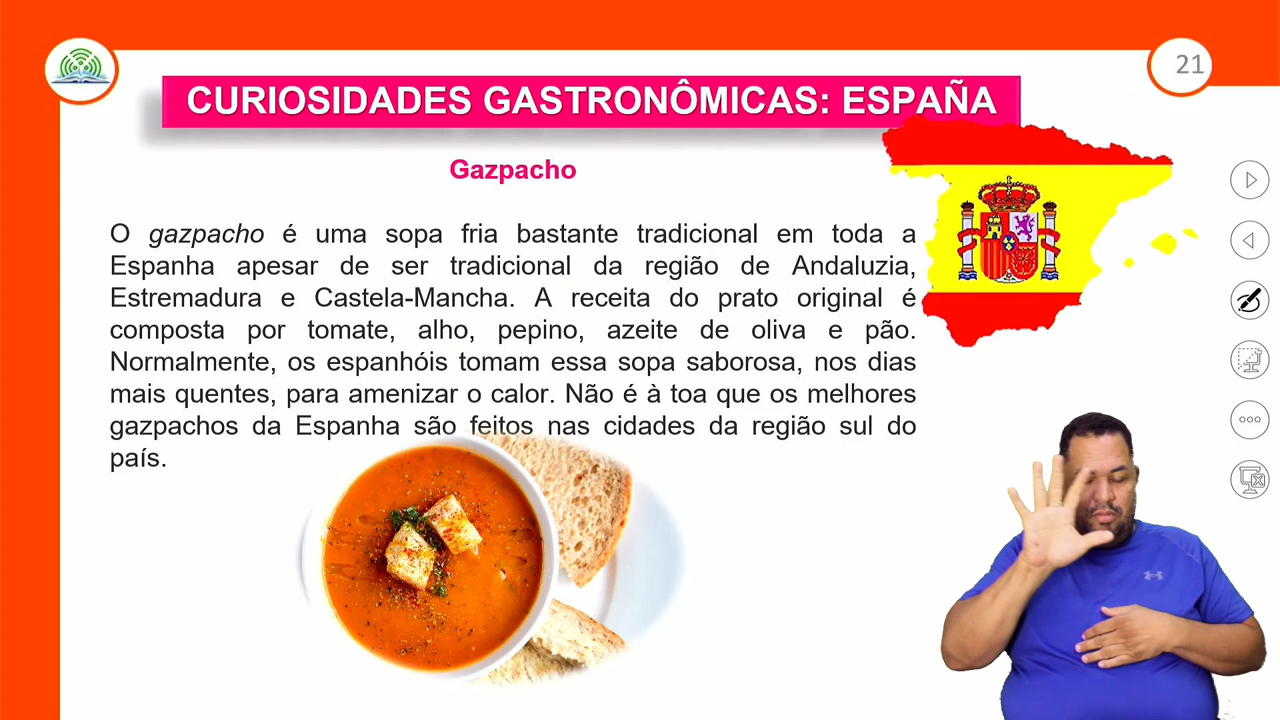 21
CURIOSIDADES GASTRONÔMICAS: ESPAÑA
Gazpacho
O gazpacho é uma sopa fria bastante tradicional em toda a
Espanha apesar de ser tradicional da região de Andaluzia,
Estremadura e Castela-Mancha. A receita do prato original é
composta por tomate, alho, pepino, azeite de oliva e pão.
Normalmente, os espanhóis tomam essa sopa saborosa, nos dias
mais quentes, para amenizar o calor. Não é à toa que os melhores
gazpachos da Espanha são feitos nas cidades da região sul do
país.